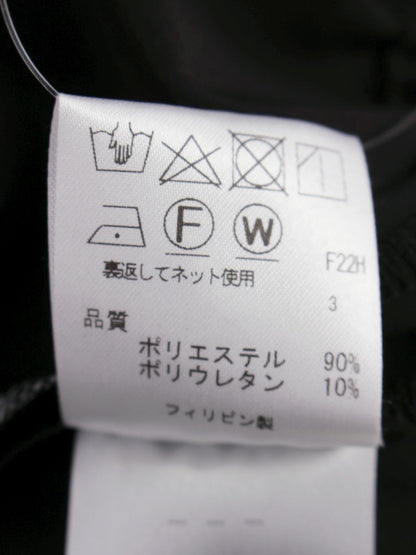 F W
裏返してネット使用
F22H
3
品質
ポリエステル 90%
ポリウレタン 10%
フィリピン製